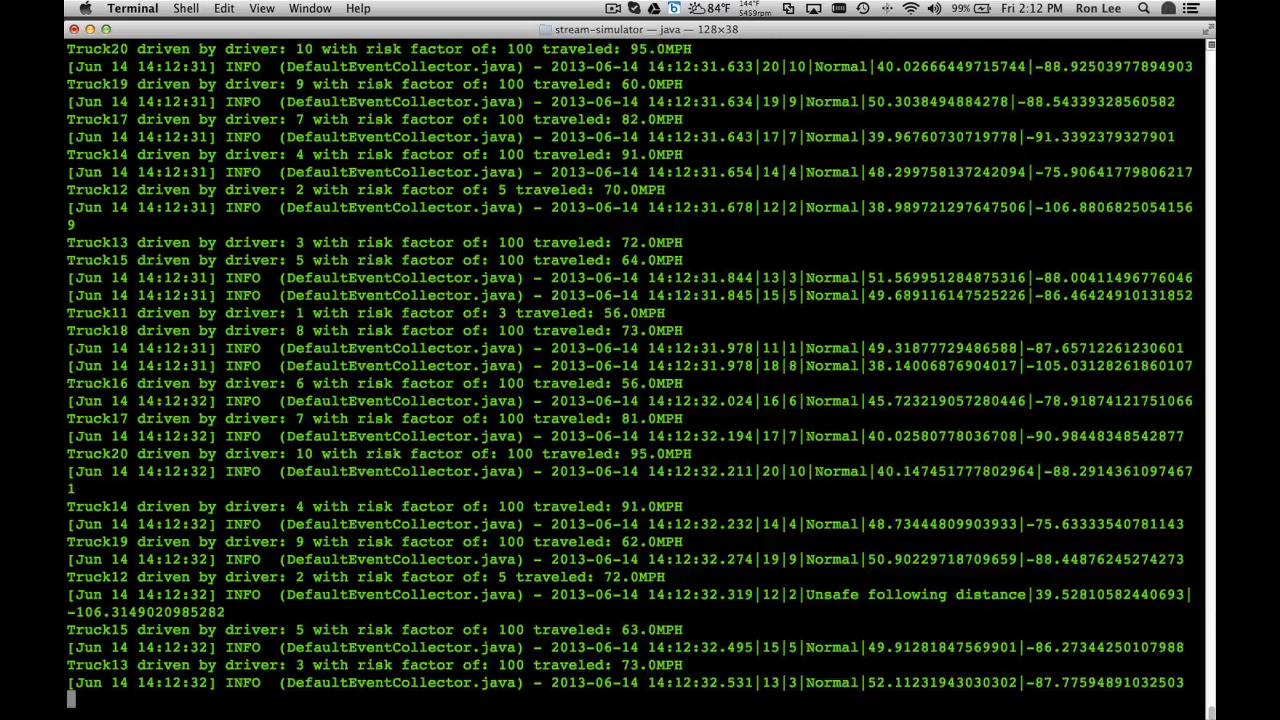 Terminal Shell Edit View Window Help 84°F 144°F 5459rpm 99% Fri 2:12 PM Ron Lee
stream-simulator — java — 128×38
Truck20 driven by driver: 10 with risk factor of: 100 traveled: 95.0MPH
[Jun 14 14:12:31] INFO  (DefaultEventCollector.java) - 2013-06-14 14:12:31.633|20|10|Normal|40.02666449715744|-88.92503977894903
Truck19 driven by driver: 9 with risk factor of: 100 traveled: 60.0MPH
[Jun 14 14:12:31] INFO  (DefaultEventCollector.java) - 2013-06-14 14:12:31.634|19|9|Normal|50.3038494884278|-88.54339328560582
Truck17 driven by driver: 7 with risk factor of: 100 traveled: 82.0MPH
[Jun 14 14:12:31] INFO  (DefaultEventCollector.java) - 2013-06-14 14:12:31.643|17|7|Normal|39.96760730719778|-91.3392379327901
Truck14 driven by driver: 4 with risk factor of: 100 traveled: 91.0MPH
[Jun 14 14:12:31] INFO  (DefaultEventCollector.java) - 2013-06-14 14:12:31.654|14|4|Normal|48.299758137242094|-75.90641779806217
Truck12 driven by driver: 2 with risk factor of: 5 traveled: 70.0MPH
[Jun 14 14:12:31] INFO  (DefaultEventCollector.java) - 2013-06-14 14:12:31.678|12|2|Normal|38.989721297647506|-106.8806825054156
9
Truck13 driven by driver: 3 with risk factor of: 100 traveled: 72.0MPH
Truck15 driven by driver: 5 with risk factor of: 100 traveled: 64.0MPH
[Jun 14 14:12:31] INFO  (DefaultEventCollector.java) - 2013-06-14 14:12:31.844|13|3|Normal|51.569951284875316|-88.00411496776046
[Jun 14 14:12:31] INFO  (DefaultEventCollector.java) - 2013-06-14 14:12:31.845|15|5|Normal|49.689116147525226|-86.46424910131852
Truck11 driven by driver: 1 with risk factor of: 3 traveled: 56.0MPH
Truck18 driven by driver: 8 with risk factor of: 100 traveled: 73.0MPH
[Jun 14 14:12:31] INFO  (DefaultEventCollector.java) - 2013-06-14 14:12:31.978|11|1|Normal|49.31877729486588|-87.65712261230601
[Jun 14 14:12:31] INFO  (DefaultEventCollector.java) - 2013-06-14 14:12:31.978|18|8|Normal|38.14006876904017|-105.03128261860107
Truck16 driven by driver: 6 with risk factor of: 100 traveled: 56.0MPH
[Jun 14 14:12:32] INFO  (DefaultEventCollector.java) - 2013-06-14 14:12:32.024|16|6|Normal|45.723219057280446|-78.91874121751066
Truck17 driven by driver: 7 with risk factor of: 100 traveled: 81.0MPH
[Jun 14 14:12:32] INFO  (DefaultEventCollector.java) - 2013-06-14 14:12:32.194|17|7|Normal|40.02580778036708|-90.98448348542877
Truck20 driven by driver: 10 with risk factor of: 100 traveled: 95.0MPH
[Jun 14 14:12:32] INFO  (DefaultEventCollector.java) - 2013-06-14 14:12:32.211|20|10|Normal|40.147451777802964|-88.2914361097467
1
Truck14 driven by driver: 4 with risk factor of: 100 traveled: 91.0MPH
[Jun 14 14:12:32] INFO  (DefaultEventCollector.java) - 2013-06-14 14:12:32.232|14|4|Normal|48.73444809903933|-75.63333540781143
Truck19 driven by driver: 9 with risk factor of: 100 traveled: 62.0MPH
[Jun 14 14:12:32] INFO  (DefaultEventCollector.java) - 2013-06-14 14:12:32.274|19|9|Normal|50.90229718709659|-88.44876245274273
Truck12 driven by driver: 2 with risk factor of: 5 traveled: 72.0MPH
[Jun 14 14:12:32] INFO  (DefaultEventCollector.java) - 2013-06-14 14:12:32.319|12|2|Unsafe following distance|39.52810582440693|
-106.3149020985282
Truck15 driven by driver: 5 with risk factor of: 100 traveled: 63.0MPH
[Jun 14 14:12:32] INFO  (DefaultEventCollector.java) - 2013-06-14 14:12:32.495|15|5|Normal|49.91281847569901|-86.27344250107988
Truck13 driven by driver: 3 with risk factor of: 100 traveled: 73.0MPH
[Jun 14 14:12:32] INFO  (DefaultEventCollector.java) - 2013-06-14 14:12:32.531|13|3|Normal|52.11231943030302|-87.77594891032503